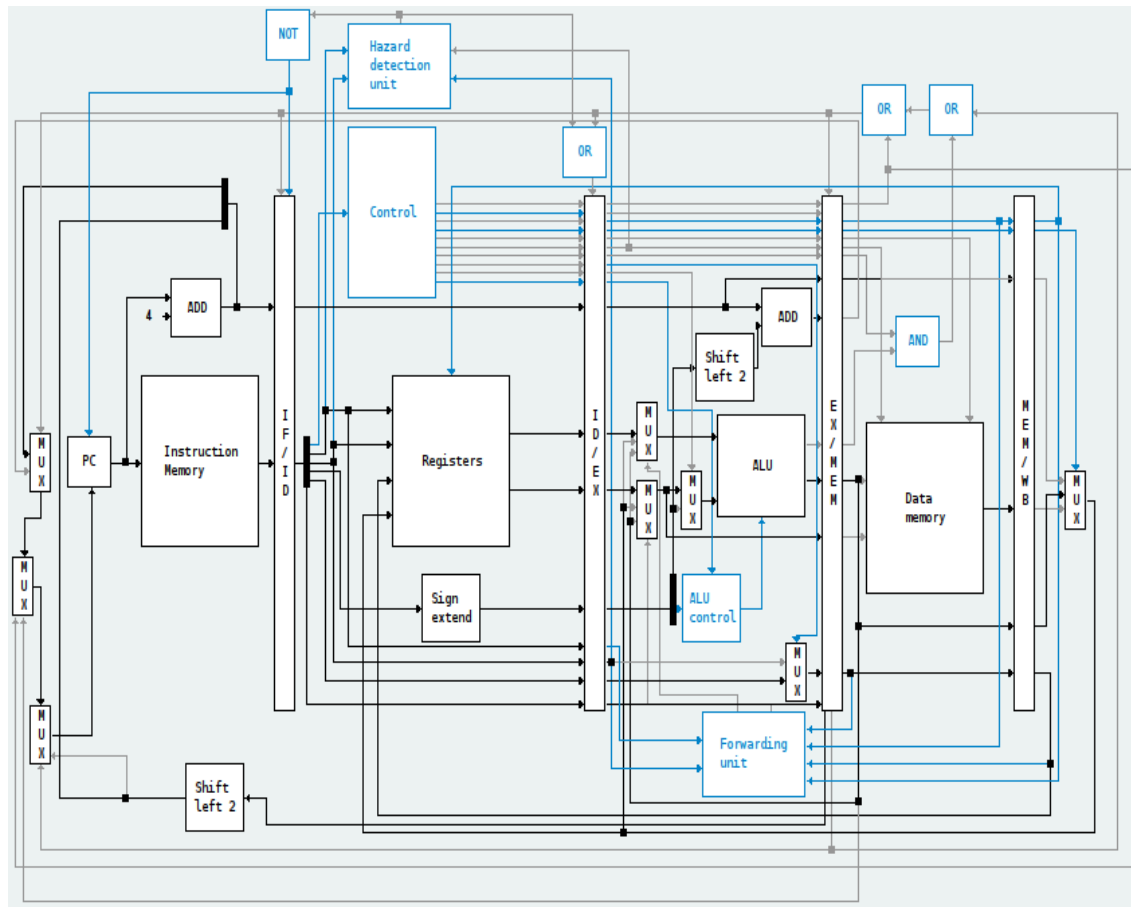 NOT
Hazard
detection
unit
OR
OR
OR
Control
ADD
4
ADD
AND
Shift
left 2
I
F
/
I
D
I
D
/
E
X
E
X
/
M
E
M
M
E
M
/
W
B
M
U
X
PC
Instruction
Memory
Registers
M
U
X
M
U
X
M
U
X
ALU
Data
memory
M
U
X
M
U
X
Sign
extend
ALU
control
M
U
X
M
U
X
Forwarding
unit
Shift
left 2